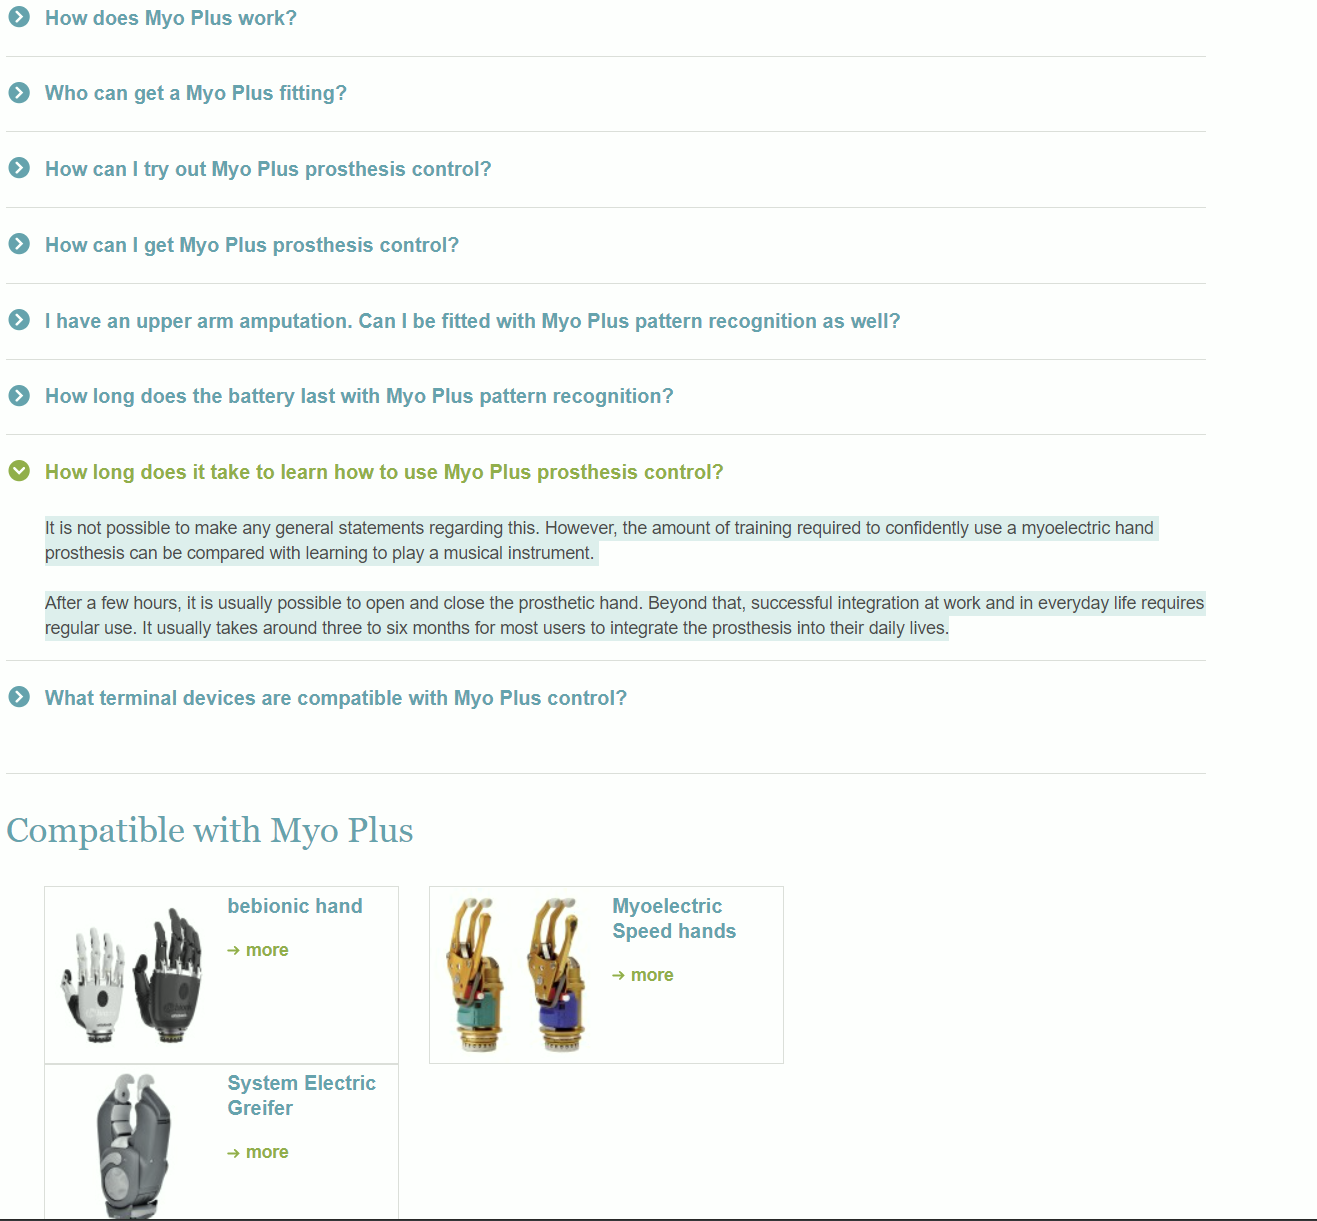 How does Myo Plus work?
Who can get a Myo Plus fitting?
How can I try out Myo Plus prosthesis control?
How can I get Myo Plus prosthesis control?
I have an upper arm amputation. Can I be fitted with Myo Plus pattern recognition as well?
How long does the battery last with Myo Plus pattern recognition?
How long does it take to learn how to use Myo Plus prosthesis control?
It is not possible to make any general statements regarding this. However, the amount of training required to confidently use a myoelectric hand
prosthesis can be compared with learning to play a musical instrument.
After a few hours, it is usually possible to open and close the prosthetic hand. Beyond that, successful integration at work and in everyday life requires
regular use. It usually takes around three to six months for most users to integrate the prosthesis into their daily lives.
What terminal devices are compatible with Myo Plus control?
Compatible with Myo Plus
bebionic hand
→ more
Myoelectric
Speed hands
→ more
System Electric
Greifer
→ more